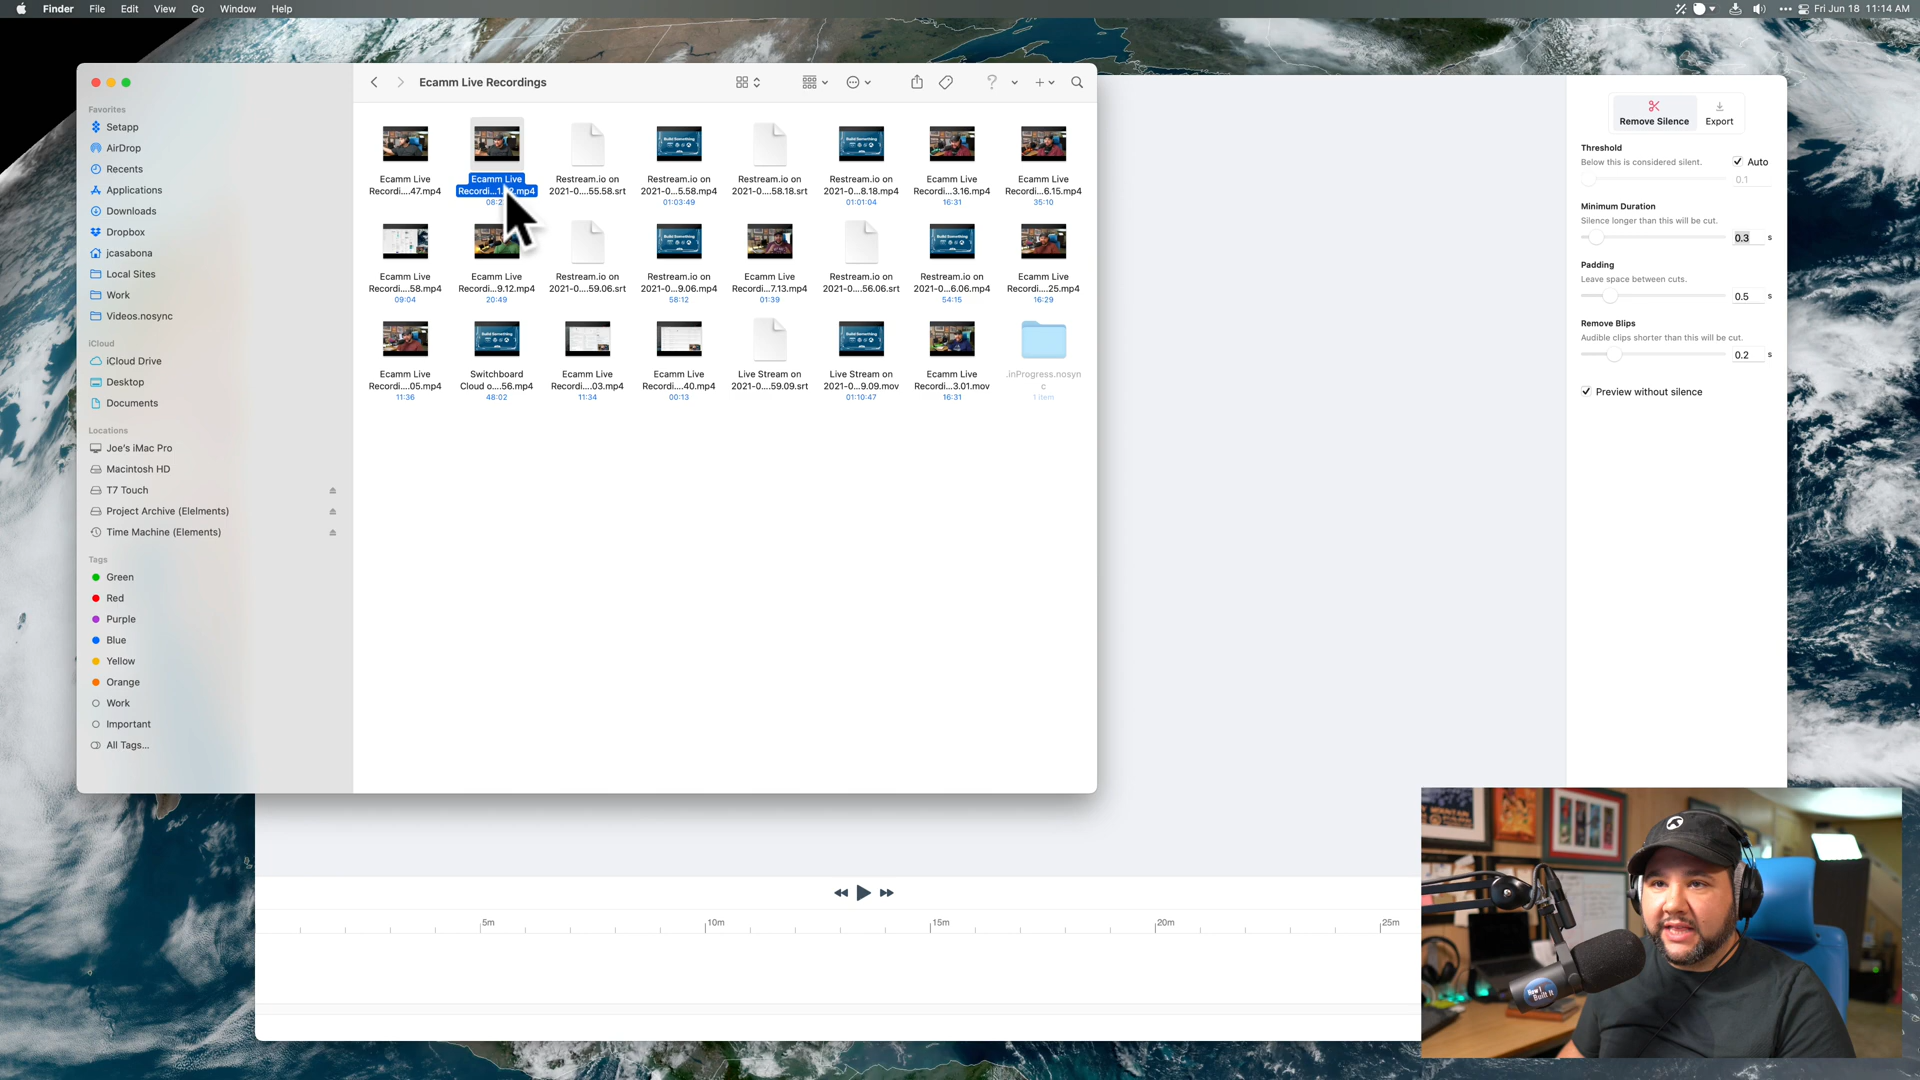 Finder File Edit View Go Window Help
Fri Jun 18 11:14 AM
Ecamm Live Recordings
Favorites
Setapp
AirDrop
Recents
Applications
Downloads
Dropbox
jcasabona
Local Sites
Work
Videos.nosync
iCloud
iCloud Drive
Desktop
Documents
Locations
Joe's iMac Pro
Macintosh HD
T7 Touch
Project Archive (Elelments)
Time Machine (Elements)
Tags
Green
Red
Purple
Blue
Yellow
Orange
Work
Important
All Tags...
Ecamm Live Ecamm Live Restream.io on Restream.io on Restream.io on Restream.io on Ecamm Live Ecamm Live
Recordi....47.mp4 2021-0....55.58.srt 2021-0...5.58.mp4 2021-0....58.18.srt 2021-0...8.18.mp4 Recordi...3.16.mp4 Recordi...6.15.mp4
01:03:49 01:01:04 16:31 35:10
Ecamm Live Ecamm Live Restream.io on Restream.io on Ecamm Live Restream.io on Restream.io on Ecamm Live
Recordi....58.mp4 Recordi...9.12.mp4 2021-0....59.06.srt 2021-0...9.06.mp4 Recordi...7.13.mp4 2021-0....56.06.srt 2021-0...6.06.mp4 Recordi....25.mp4
09:04 20:49 58:12 01:39 54:15 16:29
Ecamm Live Switchboard Ecamm Live Ecamm Live Live Stream on Live Stream on Ecamm Live .inProgress.nosyn
Recordi....05.mp4 Cloud o....56.mp4 Recordi....03.mp4 Recordi....40.mp4 2021-0....59.09.srt 2021-0...9.09.mov Recordi...3.01.mov c
11:36 48:02 11:34 00:13 01:10:47 16:31 1 item
Remove Silence Export
Threshold
Below this is considered silent. Auto
0.1
Minimum Duration
Silence longer than this will be cut.
0.3 s
Padding
Leave space between cuts.
0.5 s
Remove Blips
Audible clips shorter than this will be cut.
0.2 s
Preview without silence
5m 10m 15m 20m 25m
How I
Built It